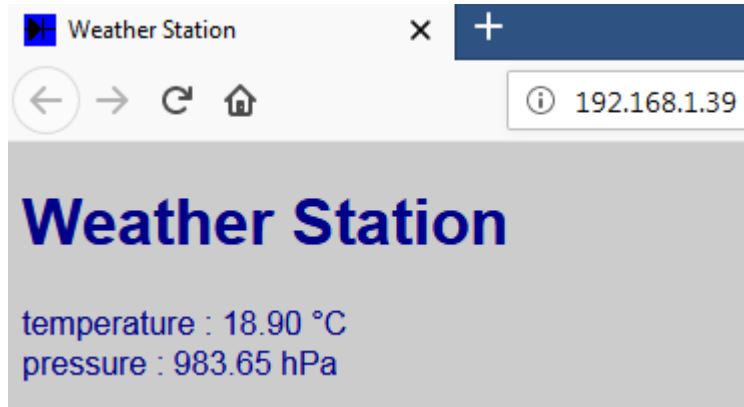 Weather Station
192.168.1.39
Weather Station
temperature : 18.90 °C
pressure : 983.65 hPa